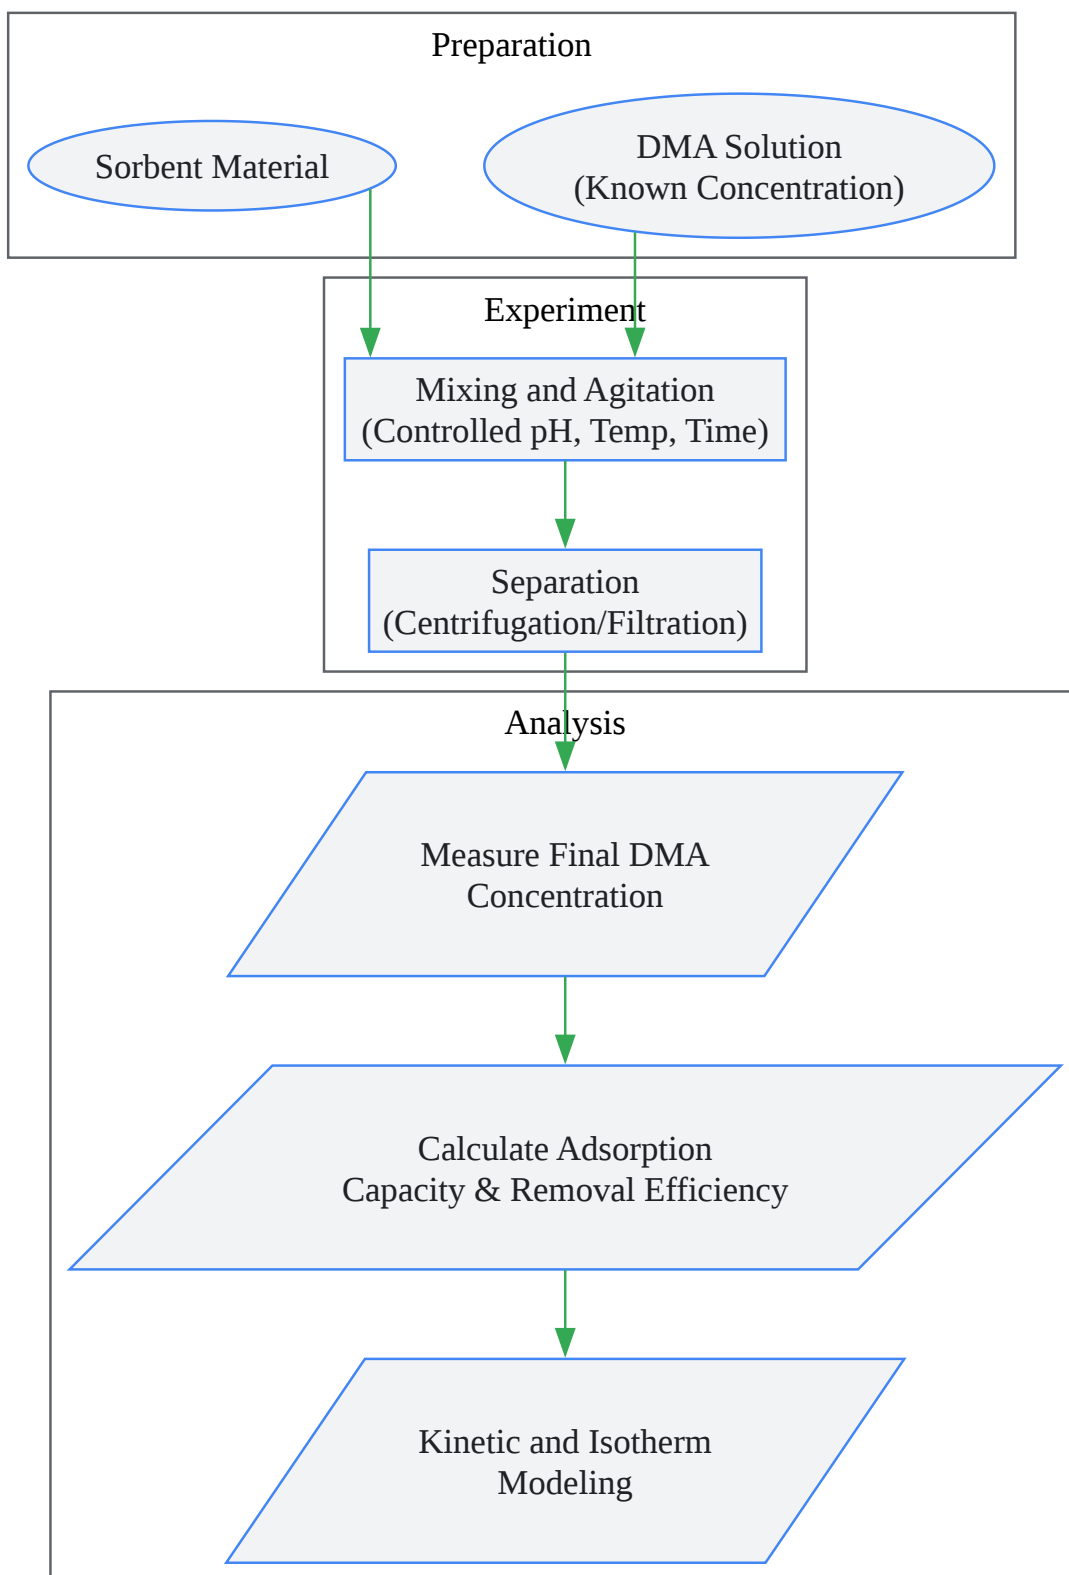 Preparation
Sorbent Material
DMA Solution
(Known Concentration)
Experiment
Mixing and Agitation
(Controlled pH, Temp, Time)
Separation
(Centrifugation/Filtration)
Analysis
Measure Final DMA
Concentration
Calculate Adsorption
Capacity & Removal Efficiency
Kinetic and Isotherm
Modeling